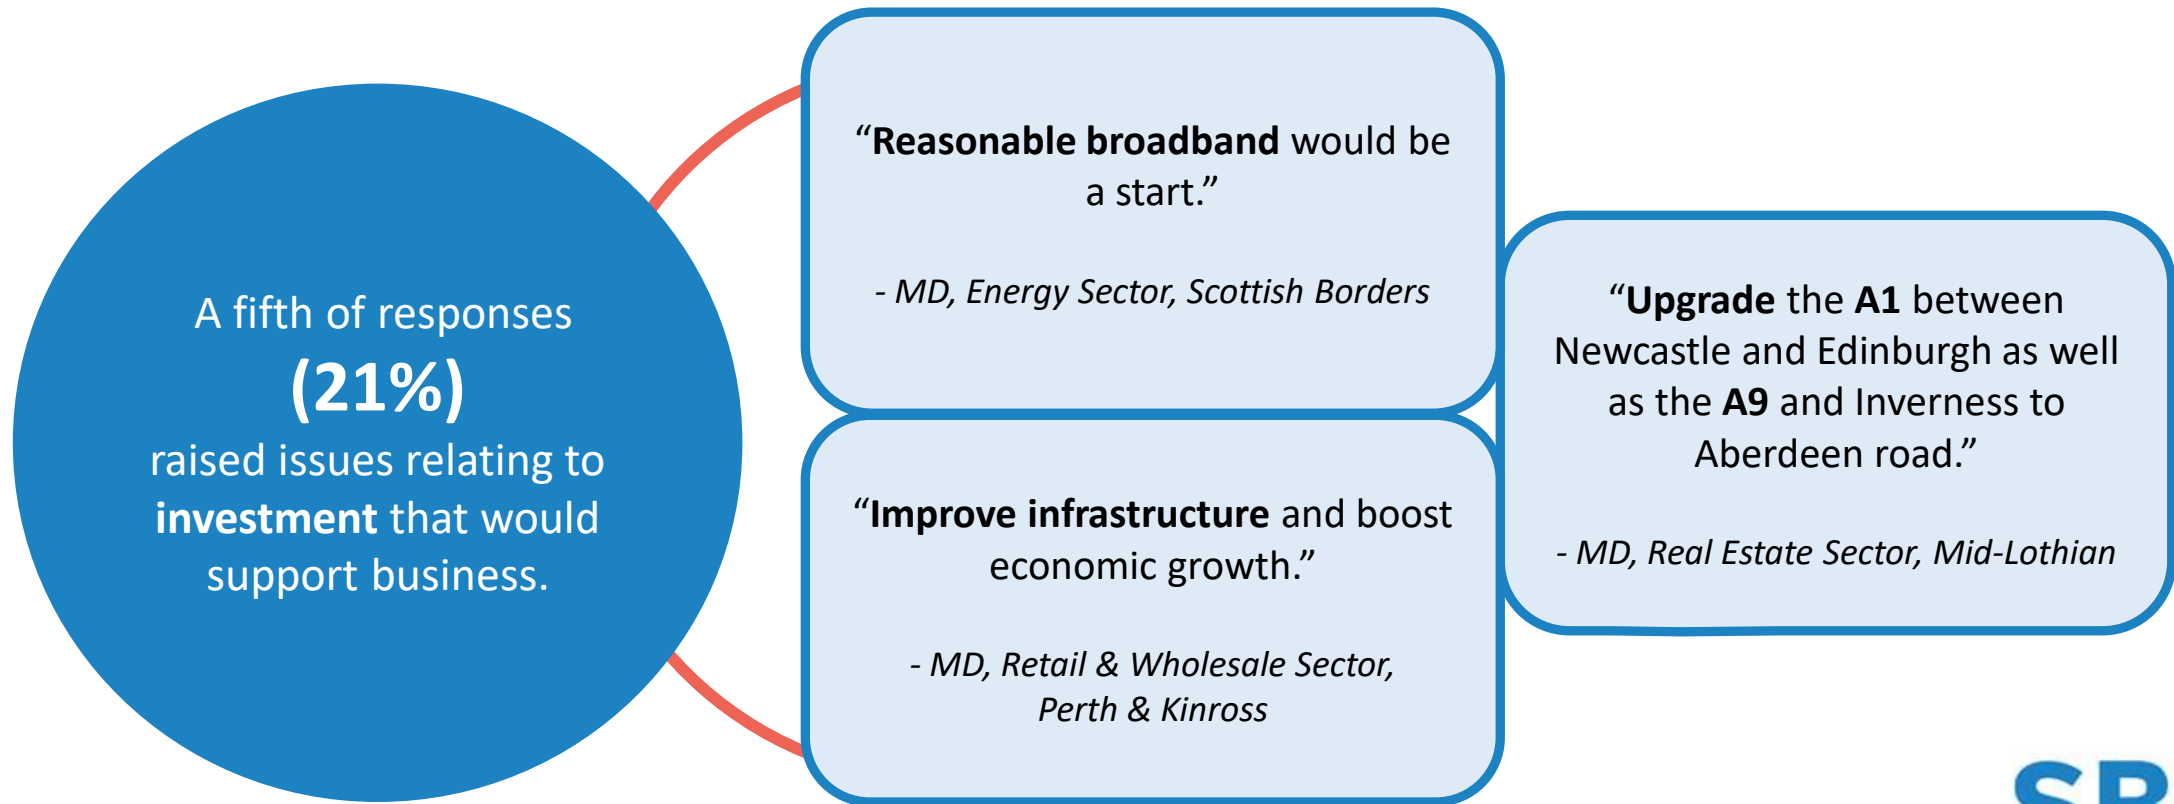 A fifth of responses
(21%)
raised issues relating to
investment that would
support business.
“Reasonable broadband would be
a start.”
- MD, Energy Sector, Scottish Borders
“Improve infrastructure and boost
economic growth.”
- MD, Retail & Wholesale Sector,
Perth & Kinross
“Upgrade the A1 between
Newcastle and Edinburgh as well
as the A9 and Inverness to
Aberdeen road.”
- MD, Real Estate Sector, Mid-Lothian